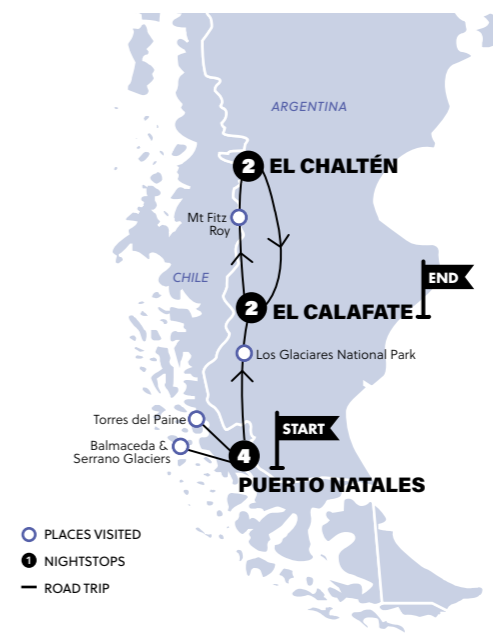 ARGENTINA
2 EL CHALTÉN
Mt Fitz
Roy
CHILE
END
2 EL CALAFATE
Los Glaciares National Park
Torres del Paine
START
Balmaceda &
Serrano Glaciers
4
PUERTO NATALES
PLACES VISITED
1 NIGHTSTOPS
ROAD TRIP